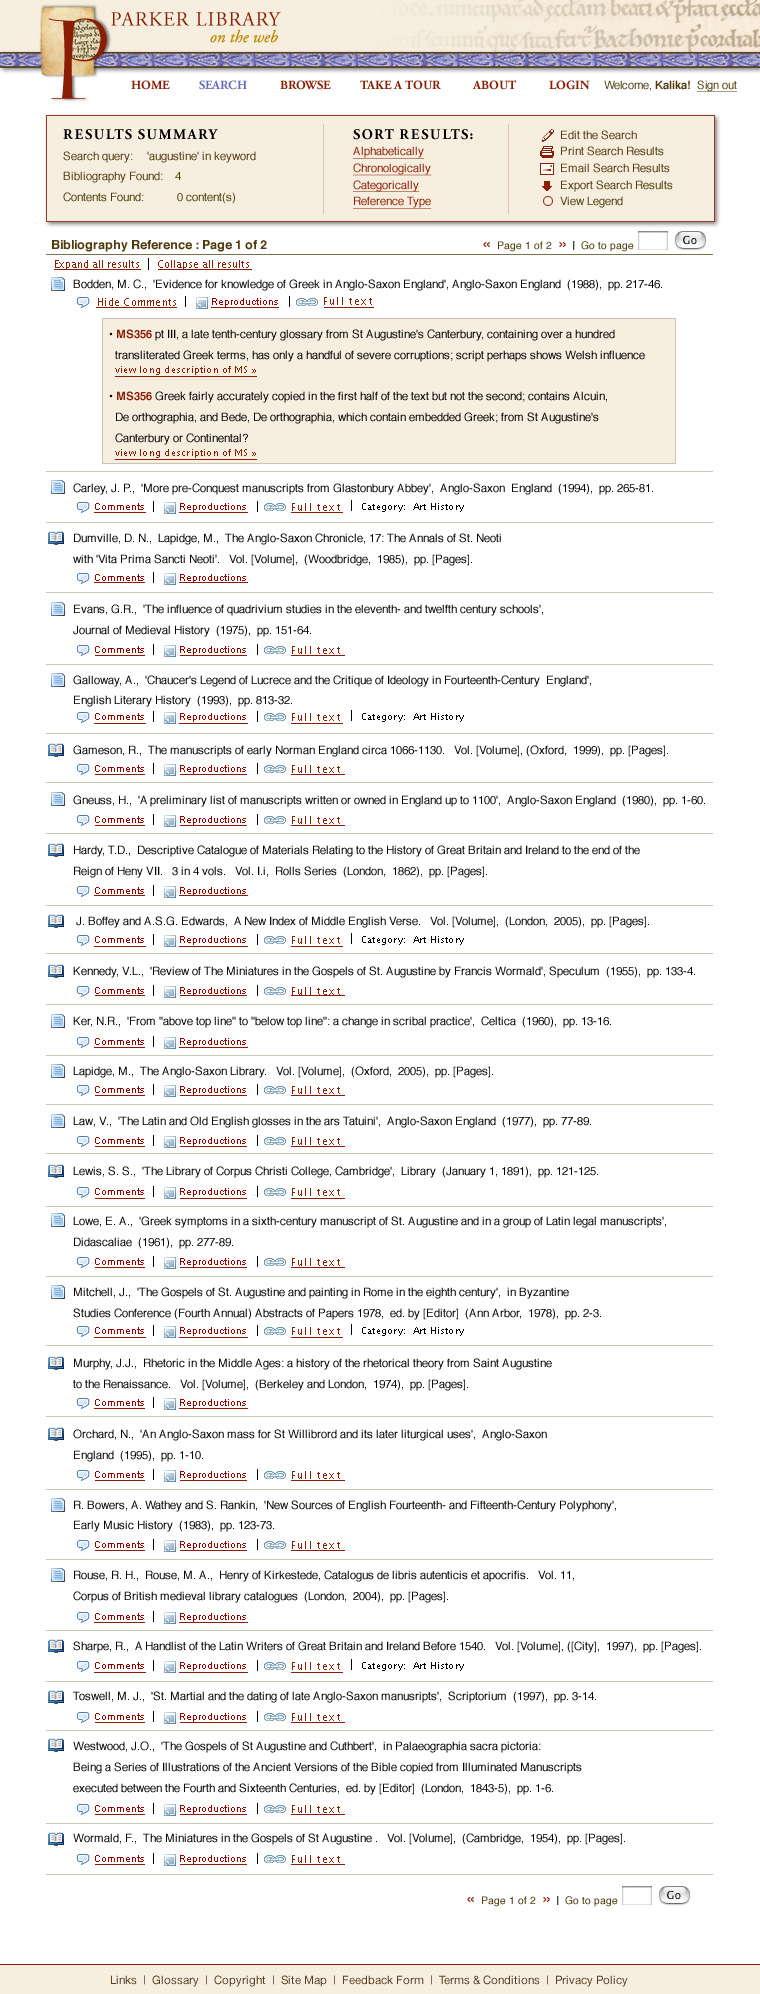 PARKER LIBRARY
on the web
HOME SEARCH BROWSE TAKE A TOUR ABOUT LOGIN Welcome, Kalika! Sign out
RESULTS SUMMARY
Search query: 'augustine' in keyword
Bibliography Found: 4
Contents Found: 0 content(s)
SORT RESULTS:
Alphabetically
Chronologically
Categorically
Reference Type
Edit the Search
Print Search Results
Email Search Results
Export Search Results
View Legend
Bibliography Reference : Page 1 of 2
« Page 1 of 2 » | Go to page Go
Expand all results | Collapse all results
Bodden, M. C., 'Evidence for knowledge of Greek in Anglo-Saxon England', Anglo-Saxon England (1988), pp. 217-46.
Hide Comments | Reproductions | Full text
• MS356 pt III, a late tenth-century glossary from St Augustine's Canterbury, containing over a hundred
transliterated Greek terms, has only a handful of severe corruptions; script perhaps shows Welsh influence
view long description of MS »
• MS356 Greek fairly accurately copied in the first half of the text but not the second; contains Alcuin,
De orthographia, and Bede, De orthographia, which contain embedded Greek; from St Augustine's
Canterbury or Continental?
view long description of MS »
Carley, J. P., 'More pre-Conquest manuscripts from Glastonbury Abbey', Anglo-Saxon England (1994), pp. 265-81.
Comments | Reproductions | Full text | Category: Art History
Dumville, D. N., Lapidge, M., The Anglo-Saxon Chronicle, 17: The Annals of St. Neoti
with 'Vita Prima Sancti Neoti'. Vol. [Volume], (Woodbridge, 1985), pp. [Pages].
Comments | Reproductions
Evans, G.R., 'The influence of quadrivium studies in the eleventh- and twelfth century schools',
Journal of Medieval History (1975), pp. 151-64.
Comments | Reproductions | Full text
Galloway, A., 'Chaucer's Legend of Lucrece and the Critique of Ideology in Fourteenth-Century England',
English Literary History (1993), pp. 813-32.
Comments | Reproductions | Full text | Category: Art History
Gameson, R., The manuscripts of early Norman England circa 1066-1130. Vol. [Volume], (Oxford, 1999), pp. [Pages].
Comments | Reproductions | Full text
Gneuss, H., 'A preliminary list of manuscripts written or owned in England up to 1100', Anglo-Saxon England (1980), pp. 1-60.
Comments | Reproductions | Full text
Hardy, T.D., Descriptive Catalogue of Materials Relating to the History of Great Britain and Ireland to the end of the
Reign of Heny VII. 3 in 4 vols. Vol. I.i, Rolls Series (London, 1862), pp. [Pages].
Comments | Reproductions
J. Boffey and A.S.G. Edwards, A New Index of Middle English Verse. Vol. [Volume], (London, 2005), pp. [Pages].
Comments | Reproductions | Full text | Category: Art History
Kennedy, V.L., 'Review of The Miniatures in the Gospels of St. Augustine by Francis Wormald', Speculum (1955), pp. 133-4.
Comments | Reproductions | Full text
Ker, N.R., 'From "above top line" to "below top line": a change in scribal practice', Celtica (1960), pp. 13-16.
Comments | Reproductions
Lapidge, M., The Anglo-Saxon Library. Vol. [Volume], (Oxford, 2005), pp. [Pages].
Comments | Reproductions | Full text
Law, V., 'The Latin and Old English glosses in the ars Tatuini', Anglo-Saxon England (1977), pp. 77-89.
Comments | Reproductions | Full text
Lewis, S. S., 'The Library of Corpus Christi College, Cambridge', Library (January 1, 1891), pp. 121-125.
Comments | Reproductions | Full text
Lowe, E. A., 'Greek symptoms in a sixth-century manuscript of St. Augustine and in a group of Latin legal manuscripts',
Didascaliae (1961), pp. 277-89.
Comments | Reproductions | Full text
Mitchell, J., 'The Gospels of St. Augustine and painting in Rome in the eighth century', in Byzantine
Studies Conference (Fourth Annual) Abstracts of Papers 1978, ed. by [Editor] (Ann Arbor, 1978), pp. 2-3.
Comments | Reproductions | Full text | Category: Art History
Murphy, J.J., Rhetoric in the Middle Ages: a history of the rhetorical theory from Saint Augustine
to the Renaissance. Vol. [Volume], (Berkeley and London, 1974), pp. [Pages].
Comments | Reproductions
Orchard, N., 'An Anglo-Saxon mass for St Willibrord and its later liturgical uses', Anglo-Saxon
England (1995), pp. 1-10.
Comments | Reproductions | Full text
R. Bowers, A. Wathey and S. Rankin, 'New Sources of English Fourteenth- and Fifteenth-Century Polyphony',
Early Music History (1983), pp. 123-73.
Comments | Reproductions | Full text
Rouse, R. H., Rouse, M. A., Henry of Kirkestede, Catalogus de libris autenticis et apocrifis. Vol. 11,
Corpus of British medieval library catalogues (London, 2004), pp. [Pages].
Comments | Reproductions
Sharpe, R., A Handlist of the Latin Writers of Great Britain and Ireland Before 1540. Vol. [Volume], ([City], 1997), pp. [Pages].
Comments | Reproductions | Full text | Category: Art History
Toswell, M. J., 'St. Martial and the dating of late Anglo-Saxon manusripts', Scriptorium (1997), pp. 3-14.
Comments | Reproductions | Full text
Westwood, J.O., 'The Gospels of St Augustine and Cuthbert', in Palaeographia sacra pictoria:
Being a Series of Illustrations of the Ancient Versions of the Bible copied from Illuminated Manuscripts
executed between the Fourth and Sixteenth Centuries, ed. by [Editor] (London, 1843-5), pp. 1-6.
Comments | Reproductions | Full text
Wormald, F., The Miniatures in the Gospels of St Augustine . Vol. [Volume], (Cambridge, 1954), pp. [Pages].
Comments | Reproductions | Full text
« Page 1 of 2 » | Go to page Go
Links | Glossary | Copyright | Site Map | Feedback Form | Terms & Conditions | Privacy Policy